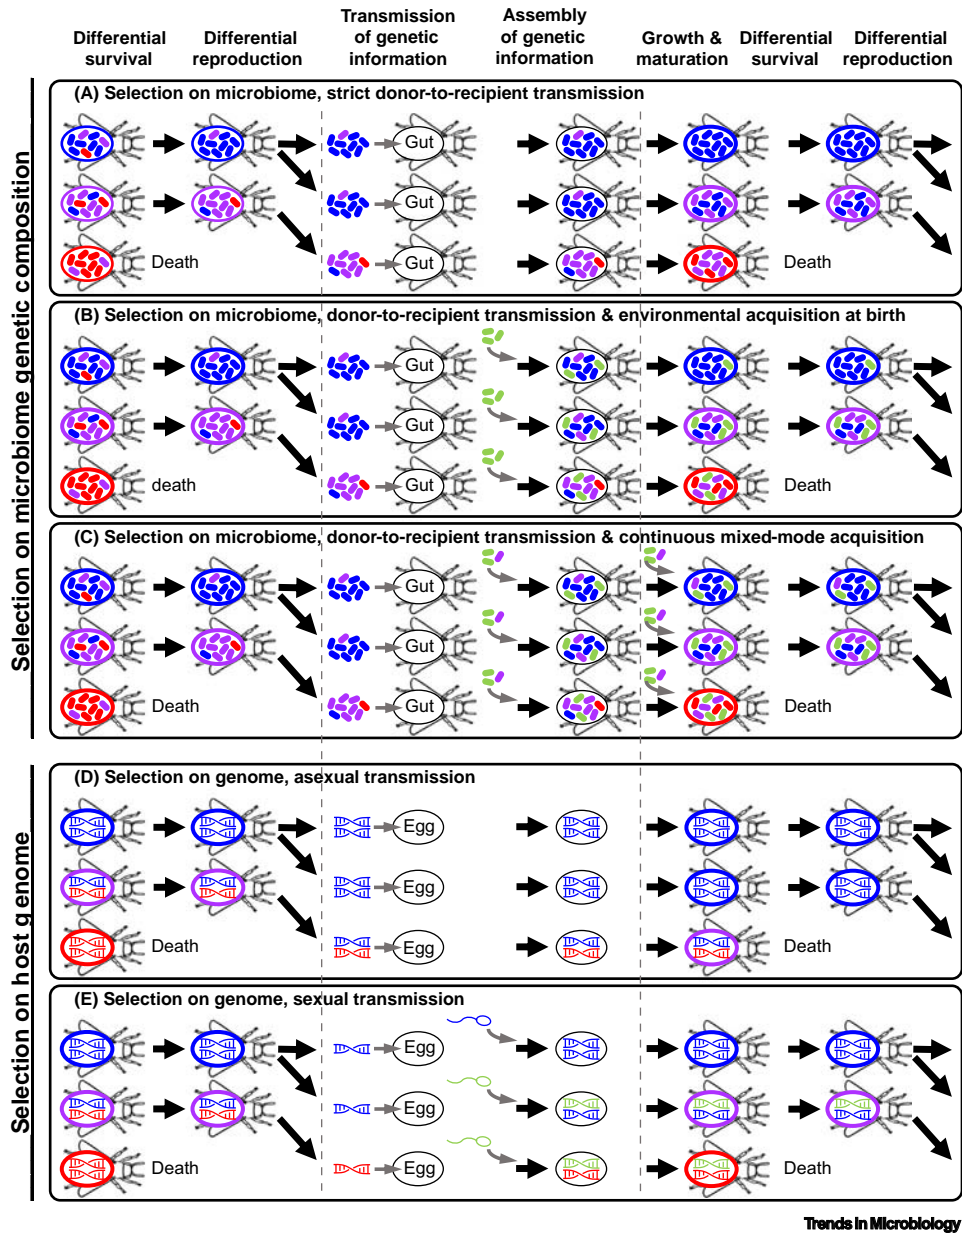 Differential
survival
Differential
reproduction
Transmission
of genetic
information
Assembly
of genetic
information
Growth &
maturation
Differential
survival
Differential
reproduction
Selection on microbiome genetic composition
(A) Selection on microbiome, strict donor-to-recipient transmission
Gut
Gut
Death
Gut
Death
(B) Selection on microbiome, donor-to-recipient transmission & environmental acquisition at birth
Gut
Gut
death
Gut
Death
(C) Selection on microbiome, donor-to-recipient transmission & continuous mixed-mode acquisition
Gut
Gut
Death
Gut
Death
Selection on host genome
(D) Selection on genome, asexual transmission
Egg
Egg
Death
Egg
Death
(E) Selection on genome, sexual transmission
Egg
Egg
Death
Egg
Death
Trends in Microbiology